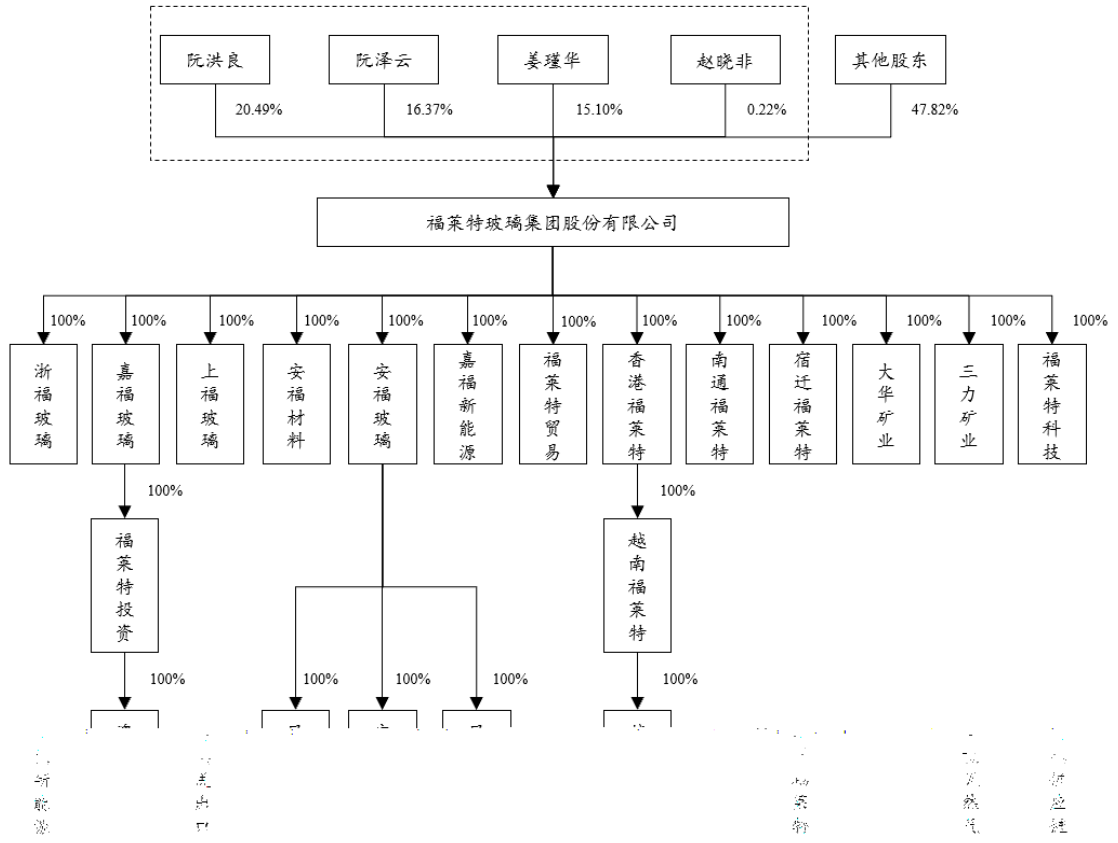 阮洪良
阮泽云
姜瑾华
赵晓非
其他股东
20.49%
16.37%
15.10%
0.22%
47.82%
福莱特玻璃集团股份有限公司
100%
100%
100%
100%
100%
100%
100%
100%
100%
100%
100%
100%
100%
浙福玻璃
嘉福玻璃
上福玻璃
安福材料
安福玻璃
嘉福新能源
福莱特贸易
香港福莱特
南通福莱特
宿迁福莱特
大华矿业
三力矿业
福莱特科技
100%
100%
福莱特投资
越南福莱特
100%
100%
100%
100%
100%